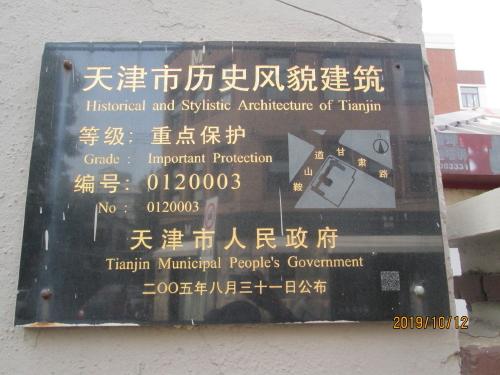 天津市历史风貌建筑
Historical and Stylistic Architecture of Tianjin
等级：重点保护
Grade : Important Protection
编号：0120003
No : 0120003
鞍山道
甘肃路
天津市人民政府
Tianjin Municipal People's Government
二〇〇五年八月三十一日公布
2019/10/12